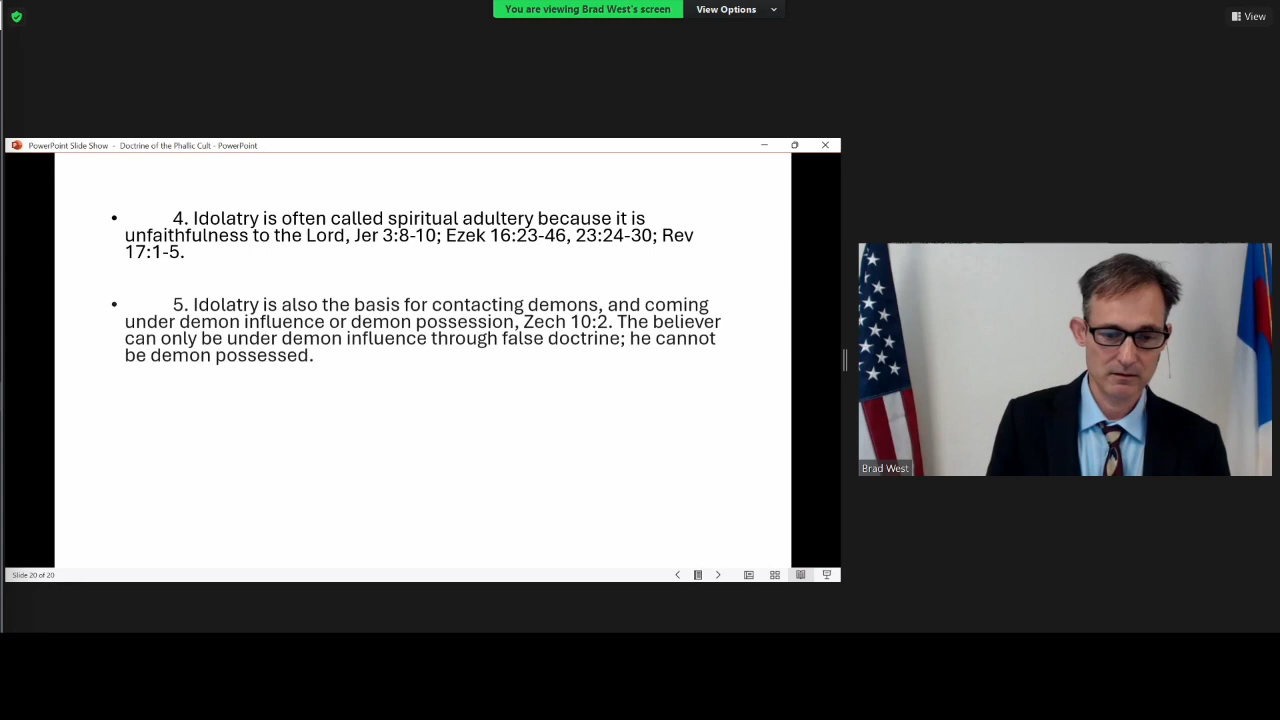 You are viewing Brad West's screen
View Options
View
PowerPoint Slide Show - Doctrine of the Phallic Cult - PowerPoint
• 4. Idolatry is often called spiritual adultery because it is
unfaithfulness to the Lord, Jer 3:8-10; Ezek 16:23-46, 23:24-30; Rev
17:1-5.
• 5. Idolatry is also the basis for contacting demons, and coming
under demon influence or demon possession, Zech 10:2. The believer
can only be under demon influence through false doctrine; he cannot
be demon possessed.
Brad West
Slide 20 of 20